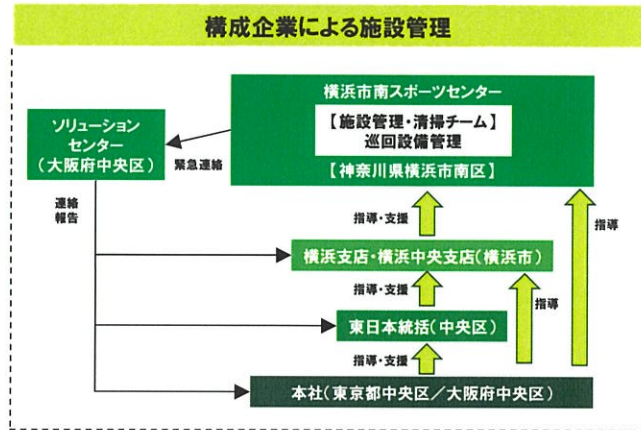 構成企業による施設管理
横浜市南スポーツセンター
【施設管理・清掃チーム】
巡回設備管理
【神奈川県横浜市南区】
ソリューション
センター
(大阪府中央区)
緊急連絡
連絡
報告
指導・支援
指導
横浜支店・横浜中央支店(横浜市)
指導・支援
指導
東日本統括(中央区)
指導・支援
本社(東京都中央区/大阪府中央区)